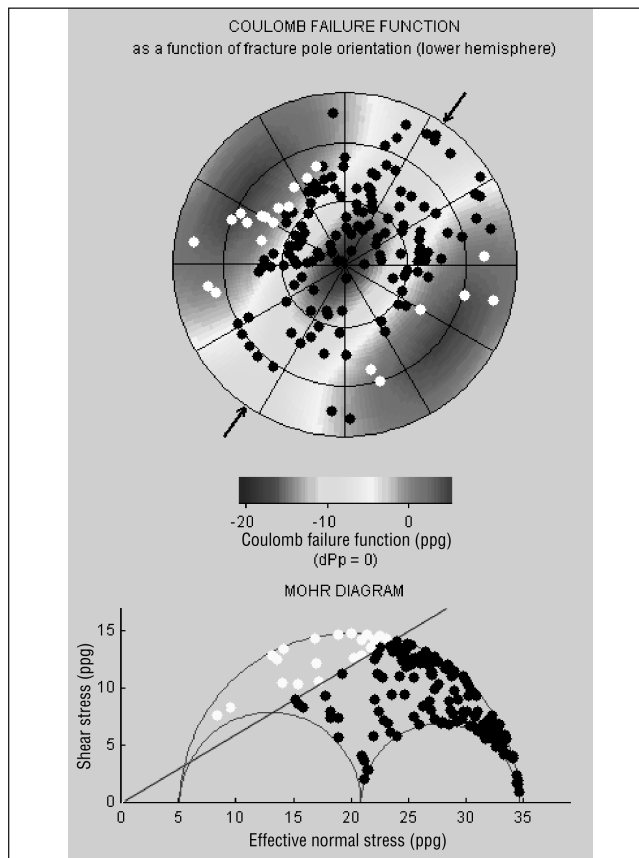 COULOMB FAILURE FUNCTION
as a function of fracture pole orientation (lower hemisphere)
-20 -10 0
Coulomb failure function (ppg)
(dPp = 0)
MOHR DIAGRAM
15
10
5
0
Shear stress (ppg)
0 5 10 15 20 25 30 35
Effective normal stress (ppg)